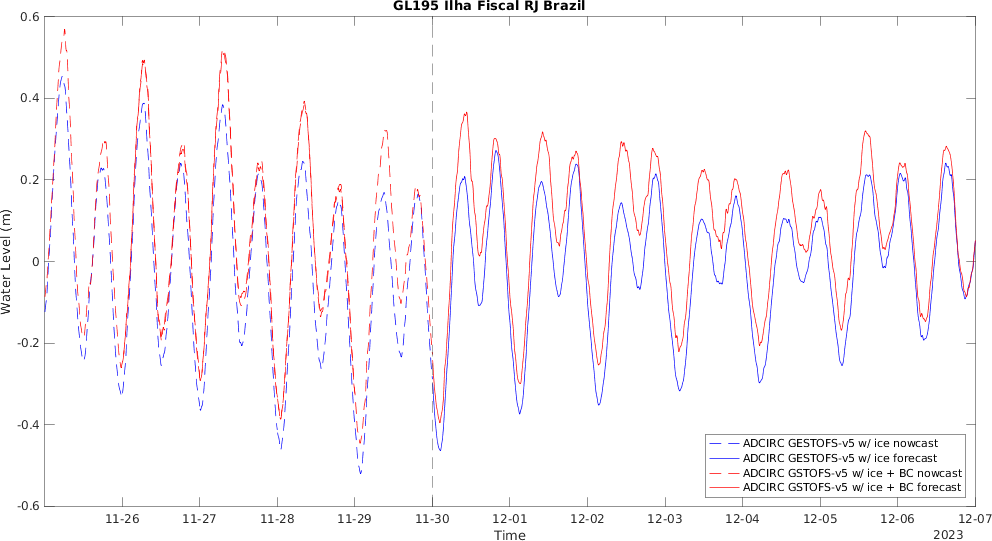 GL195 Ilha Fiscal RJ Brazil
0.6
0.4
0.2
0
-0.2
-0.4
-0.6
Water Level (m)
ADCIRC GESTOFS-v5 w/ ice nowcast
ADCIRC GESTOFS-v5 w/ ice forecast
ADCIRC GSTOFS-v5 w/ ice + BC nowcast
ADCIRC GSTOFS-v5 w/ ice + BC forecast
11-26 11-27 11-28 11-29 11-30 12-01 12-02 12-03 12-04 12-05 12-06 12-07
Time
2023